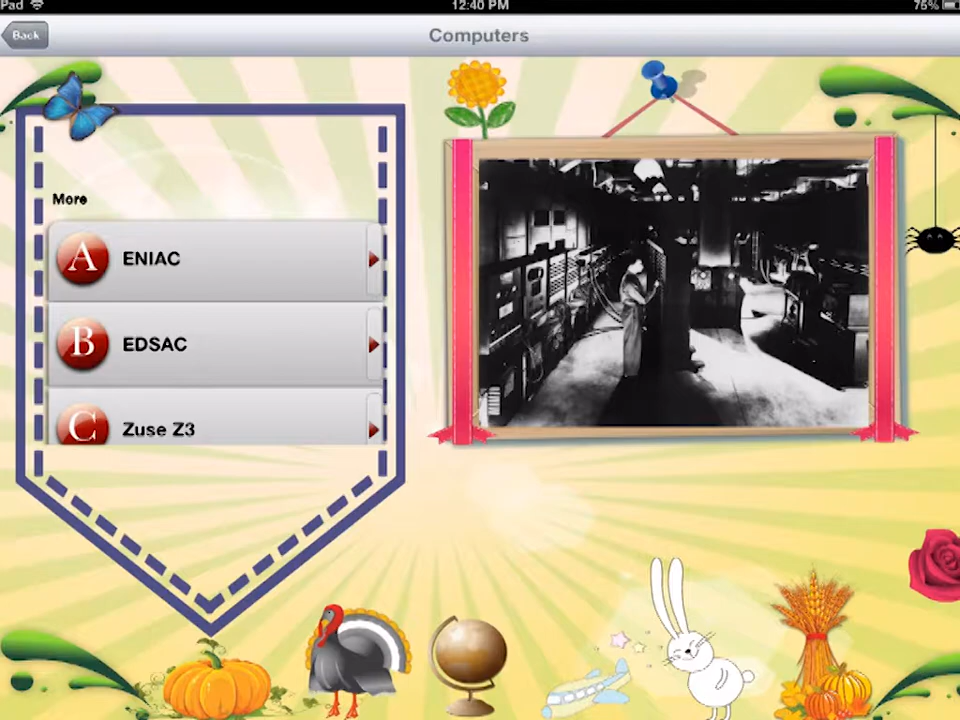 Pad
12:40 PM
75%
Back
Computers
More
A ENIAC
B EDSAC
C Zuse Z3